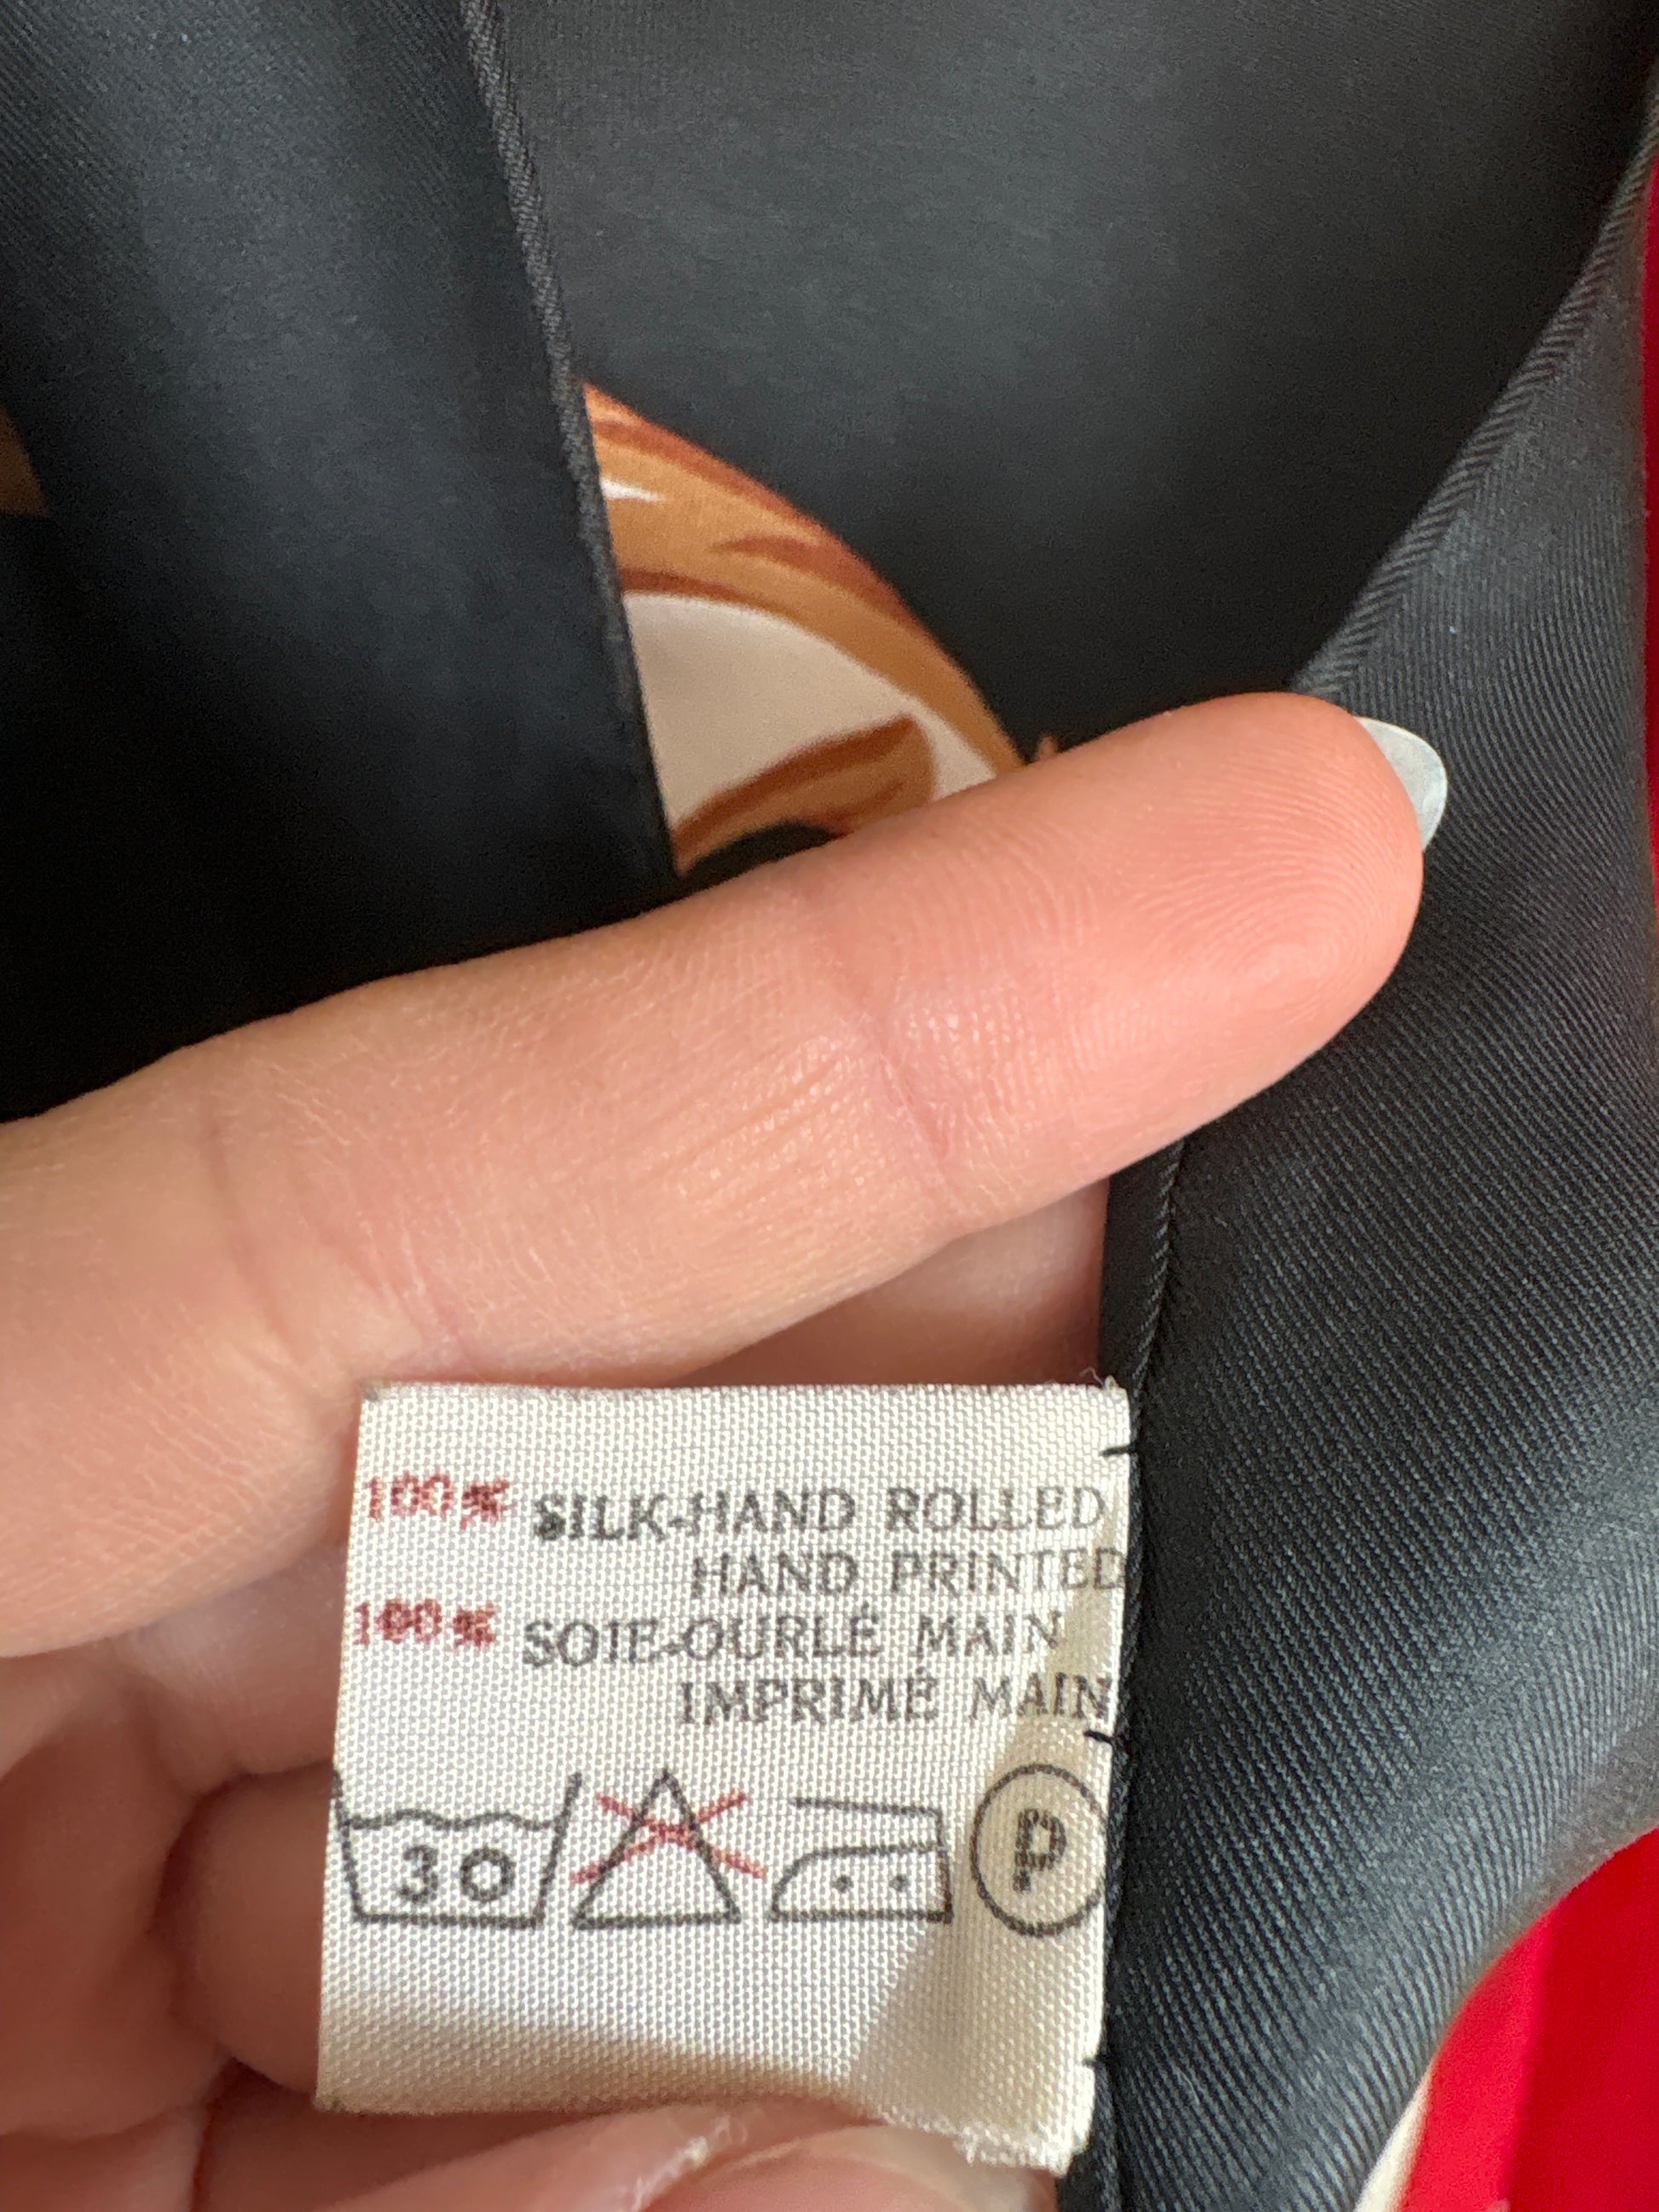 100% SILK-HAND ROLLED
HAND PRINTED
100% SOIE-OURLÉ MAIN
IMPRIMÉ MAIN
30
P